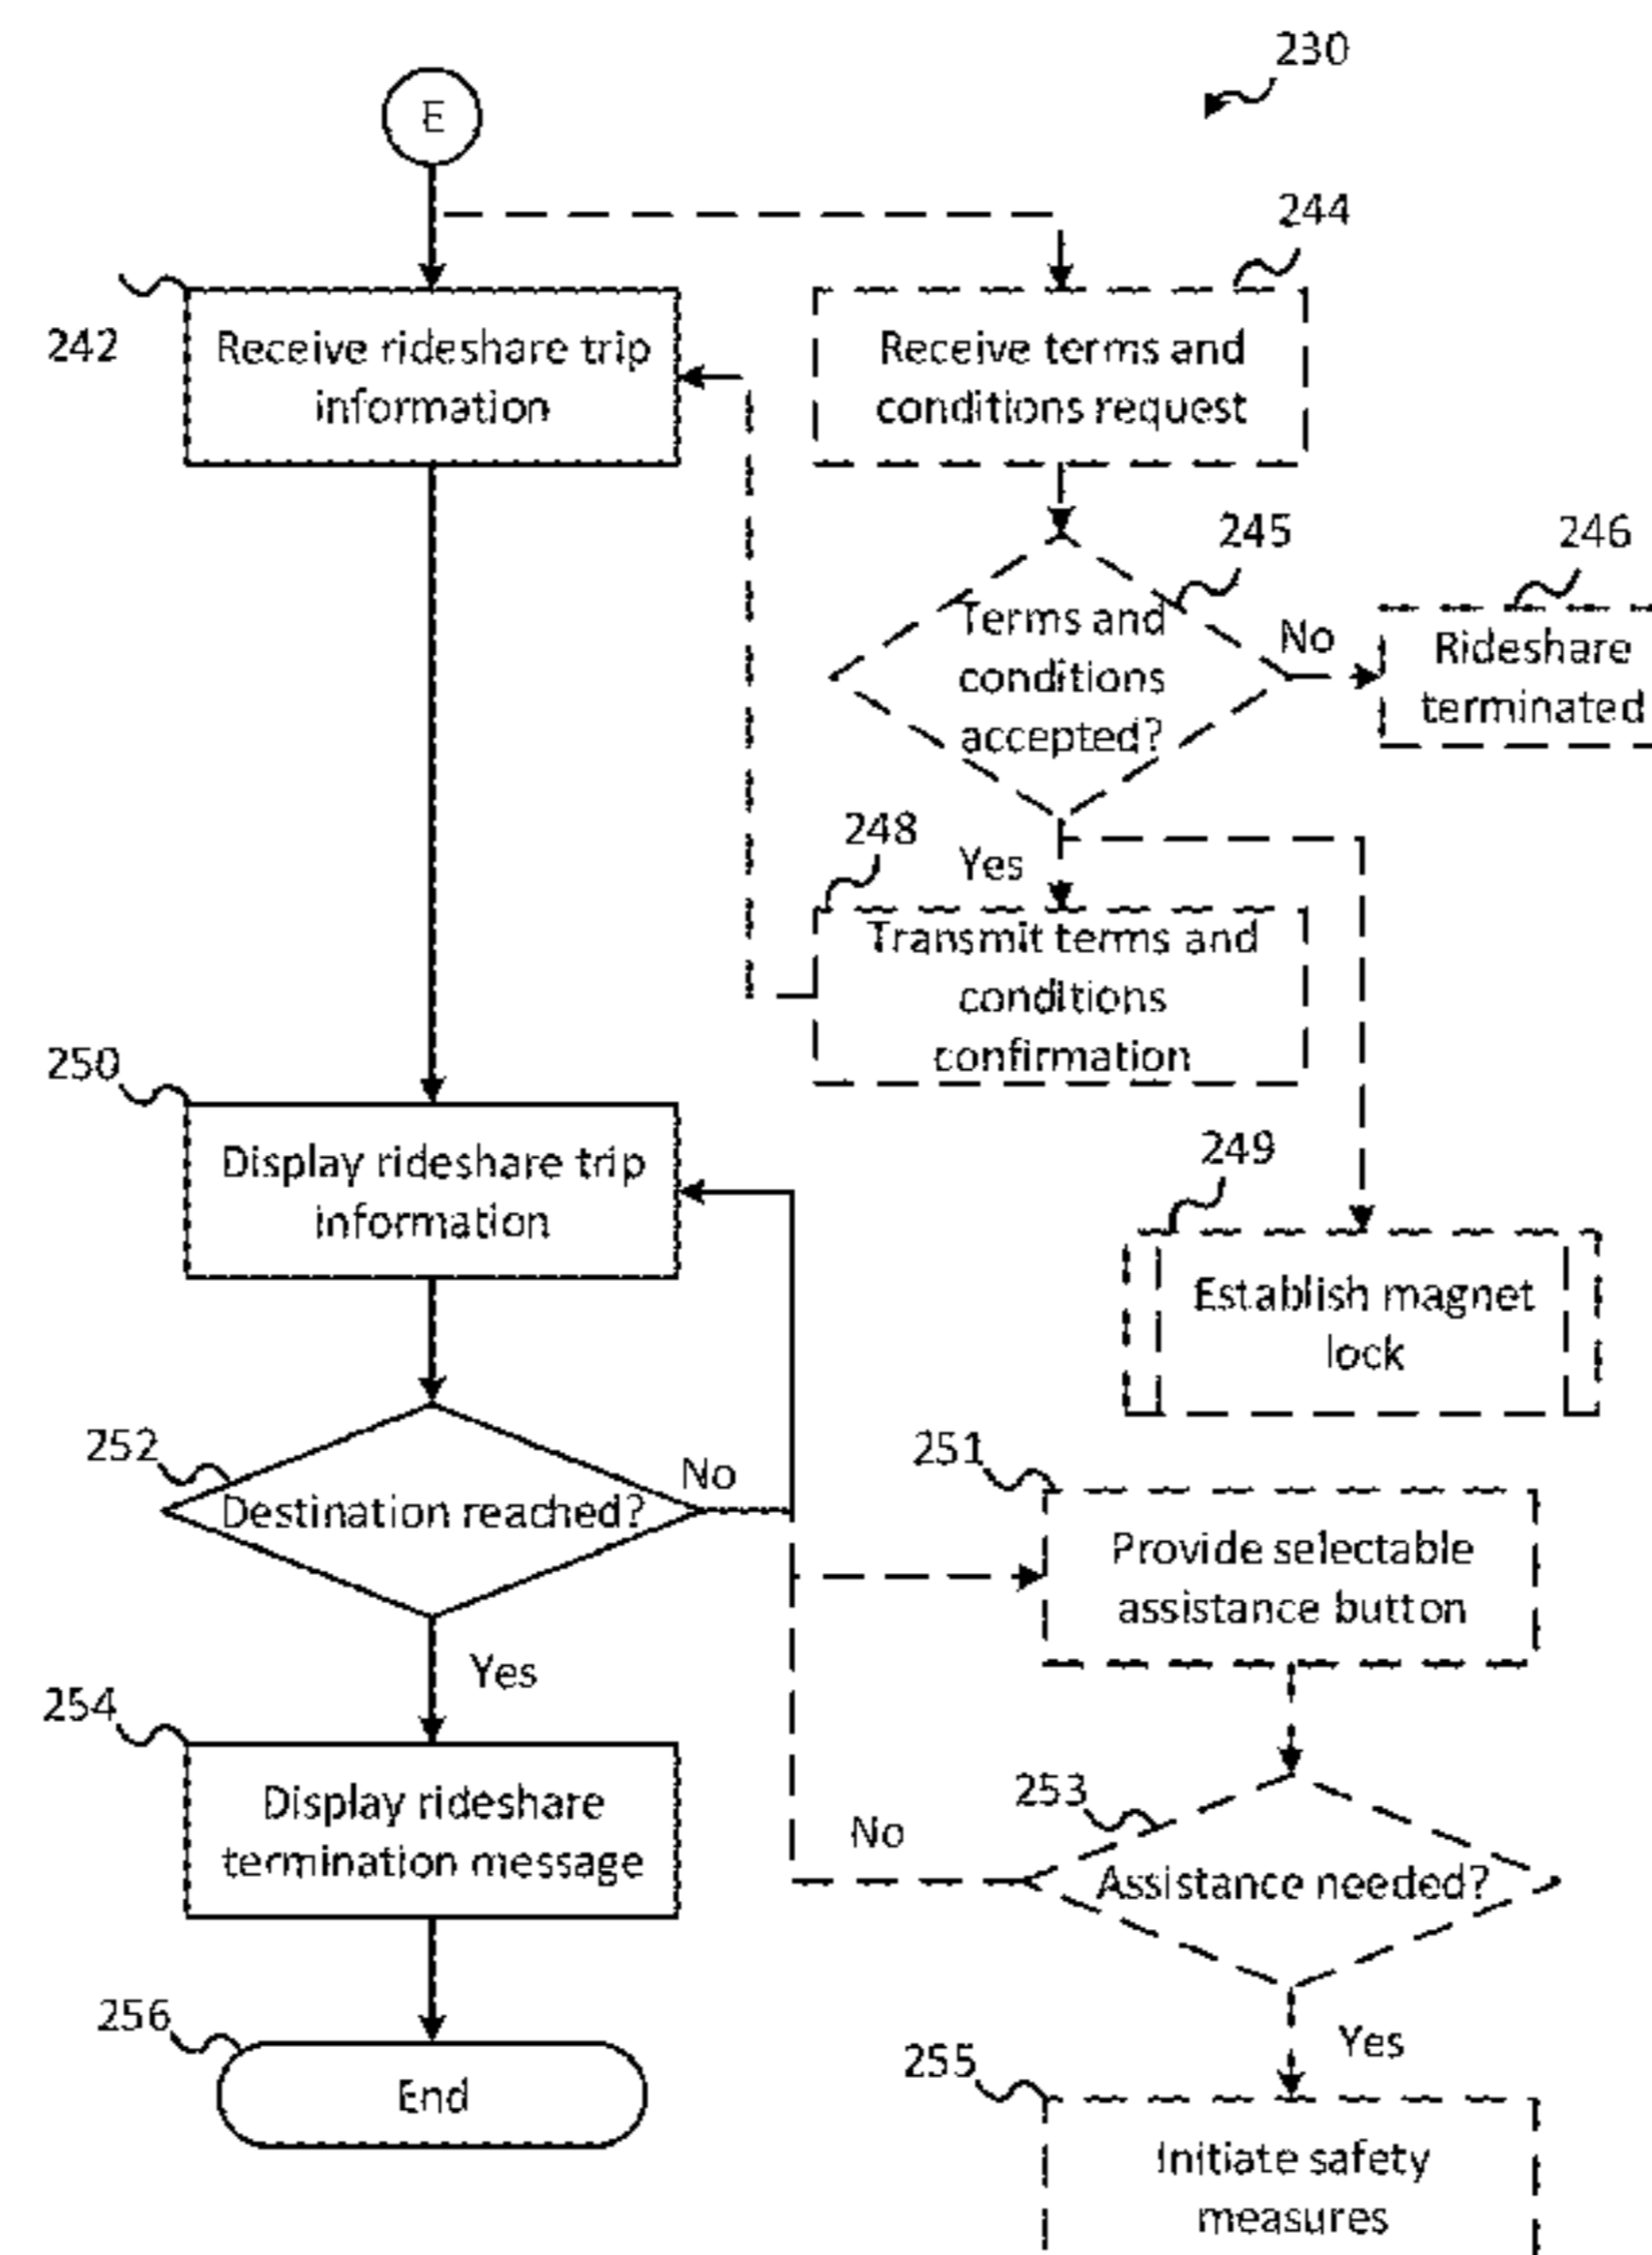 230
E
244
242
Receive rideshare trip
information
Receive terms and
conditions request
245
246
Terms and
conditions
accepted?
No
Rideshare
terminated
248
Yes
Transmit terms and
conditions
confirmation
250
Display rideshare trip
information
249
Establish magnet
lock
252
Destination reached?
No
251
Provide selectable
assistance button
Yes
254
Display rideshare
termination message
253
No
Assistance needed?
256
End
Yes
255
Initiate safety
measures